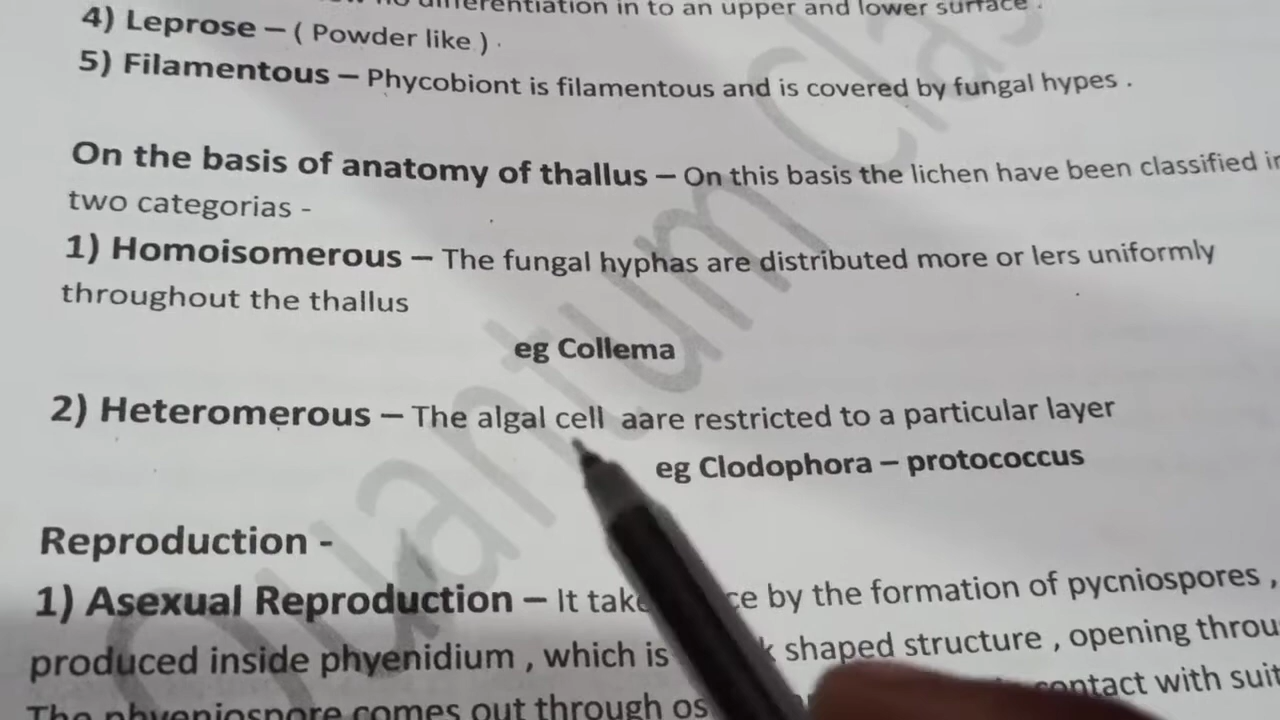 differentiation in to an upper and lower surface .
4) Leprose – ( Powder like ) .
5) Filamentous – Phycobiont is filamentous and is covered by fungal hypes .
On the basis of anatomy of thallus – On this basis the lichen have been classified in
two categorias -
1) Homoisomerous – The fungal hyphas are distributed more or lers uniformly
throughout the thallus
eg Collema
2) Heteromerous – The algal cell aare restricted to a particular layer
eg Clodophora – protococcus
Reproduction -
1) Asexual Reproduction – It by the formation of pycniospores ,
produced inside phyenidium , which is shaped structure , opening
The phyeniospore comes out through contact with
Quantum